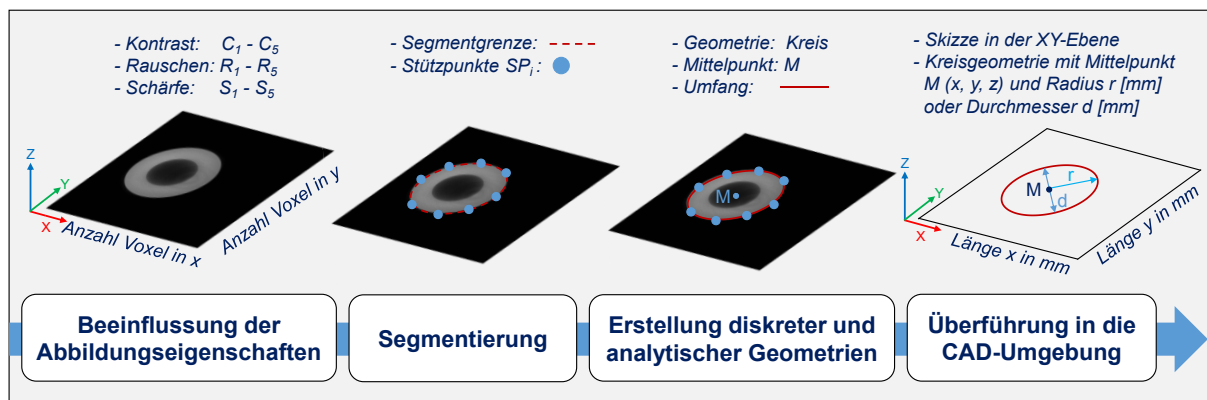 - Kontrast: C₁ - C₅
- Rauschen: R₁ - R₅
- Schärfe: S₁ - S₅
Z
Y
X
Anzahl Voxel in x
Anzahl Voxel in y
- Segmentgrenze:
- Stützpunkte SPᵢ:
- Geometrie: Kreis
- Mittelpunkt: M
- Umfang:
M
- Skizze in der XY-Ebene
- Kreisgeometrie mit Mittelpunkt
M (x, y, z) und Radius r [mm]
oder Durchmesser d [mm]
Z
Y
X
M
r
d
Länge x in mm
Länge y in mm
Beeinflussung der
Abbildungseigenschaften
Segmentierung
Erstellung diskreter und
analytischer Geometrien
Überführung in die
CAD-Umgebung